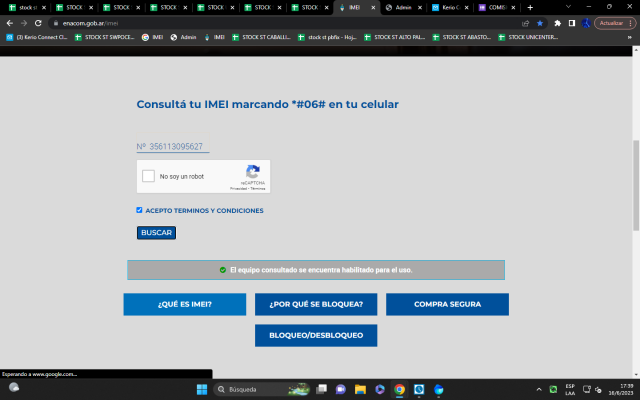 stock st
STOCK
STOCK
STOCK
STOCK
STOCK
STOCK
IMEI
Admin
Kerio C
COMIS
enacom.gob.ar/imei
Actualizar
(3) Kerio Connect Cl...
STOCK ST SWPOCE...
IMEI
Admin
IMEI
STOCK ST CABALLI...
stock st pbfix - Hoj...
STOCK ST ALTO PAL...
STOCK ST ABASTO...
STOCK UNICENTER...
Consultá tu IMEI marcando *#06# en tu celular
Nº 356113095627
No soy un robot
reCAPTCHA
Privacidad - Términos
ACEPTO TERMINOS Y CONDICIONES
BUSCAR
El equipo consultado se encuentra habilitado para el uso.
¿QUÉ ES IMEI?
¿POR QUÉ SE BLOQUEA?
COMPRA SEGURA
BLOQUEO/DESBLOQUEO
Esperando a www.google.com...
Búsqueda
ESP
LAA
17:39
16/6/2023